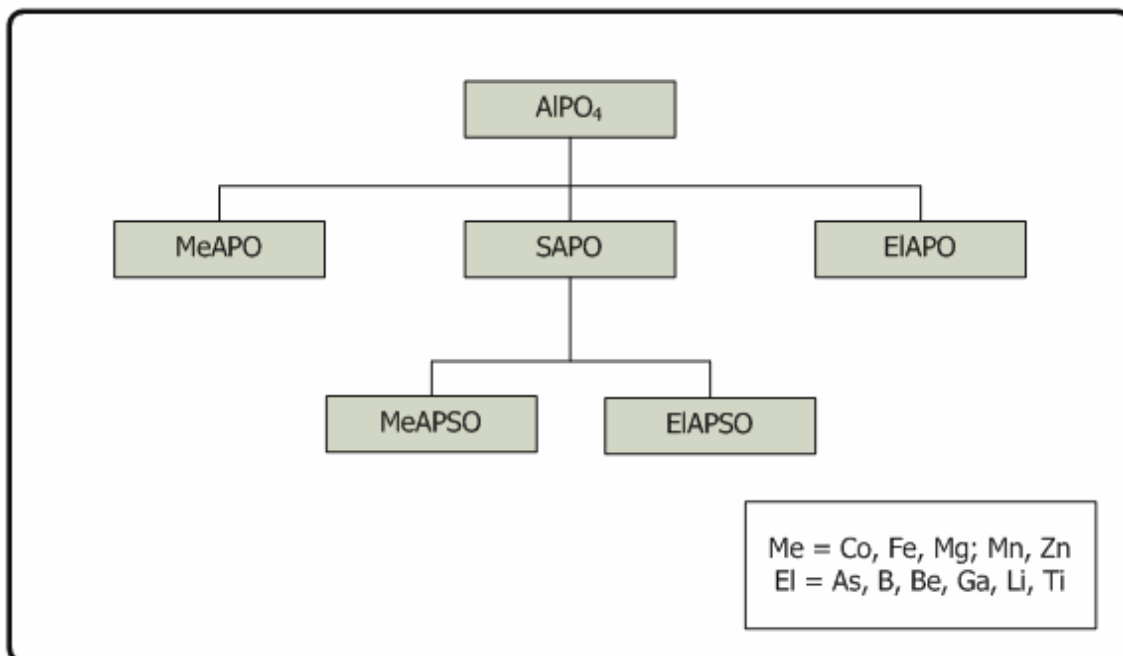 AlPO₄
MeAPO
SAPO
ElAPO
MeAPSO
ElAPSO
Me = Co, Fe, Mg; Mn, Zn
El = As, B, Be, Ga, Li, Ti